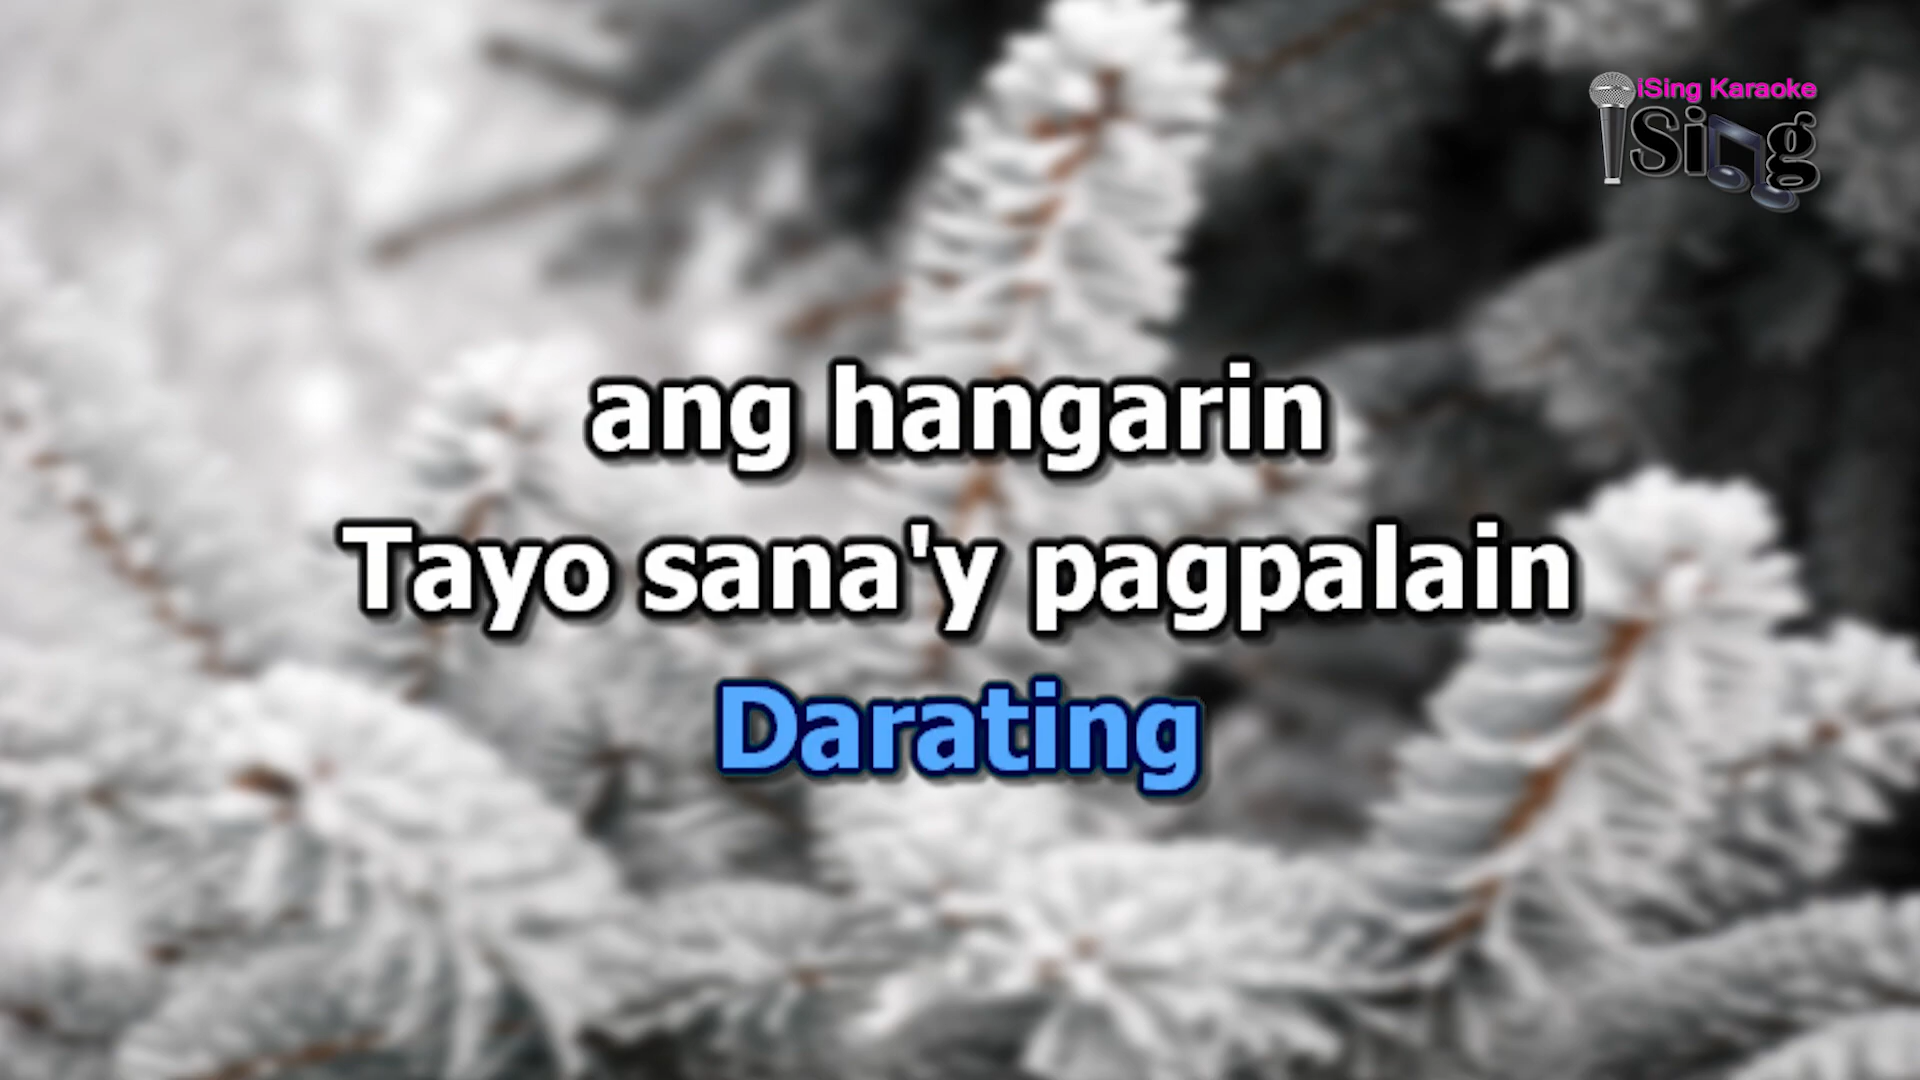 iSing Karaoke
iSing
ang hangarin
Tayo sana'y pagpalain
Darating